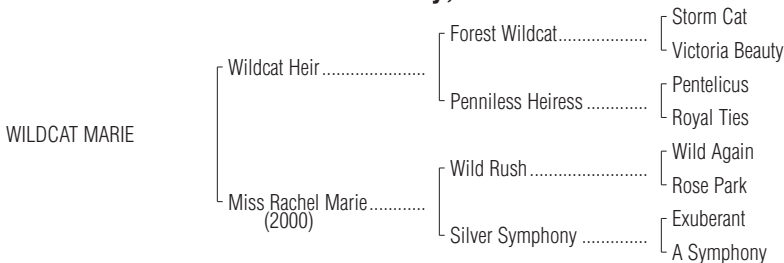 Storm Cat
Forest Wildcat....................
Victoria Beauty
Wildcat Heir .......................
Pentelicus
Penniless Heiress ..............
Royal Ties
WILDCAT MARIE
Wild Again
Wild Rush..........................
Rose Park
Miss Rachel Marie............
(2000)
Exuberant
Silver Symphony ...............
A Symphony